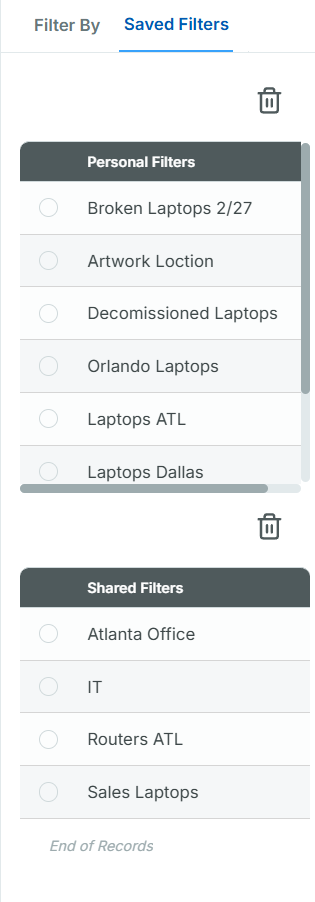 Filter By Saved Filters
Personal Filters
Broken Laptops 2/27
Artwork Loction
Decomissioned Laptops
Orlando Laptops
Laptops ATL
Laptops Dallas
Shared Filters
Atlanta Office
IT
Routers ATL
Sales Laptops
End of Records